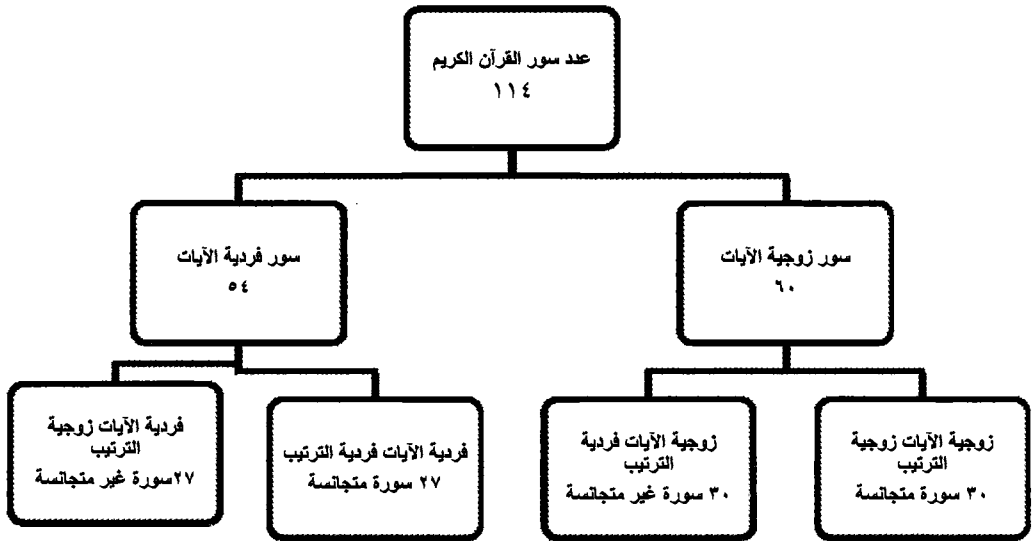 عدد سور القرآن الكريم
١١٤
سور زوجية الآيات
٦٠
سور فردية الآيات
٥٤
زوجية الآيات زوجية
الترتيب
٣٠ سورة متجانسة
زوجية الآيات فردية
الترتيب
٣٠ سورة غير متجانسة
فردية الآيات فردية الترتيب
٢٧ سورة متجانسة
فردية الآيات زوجية
الترتيب
٢٧سورة غير متجانسة